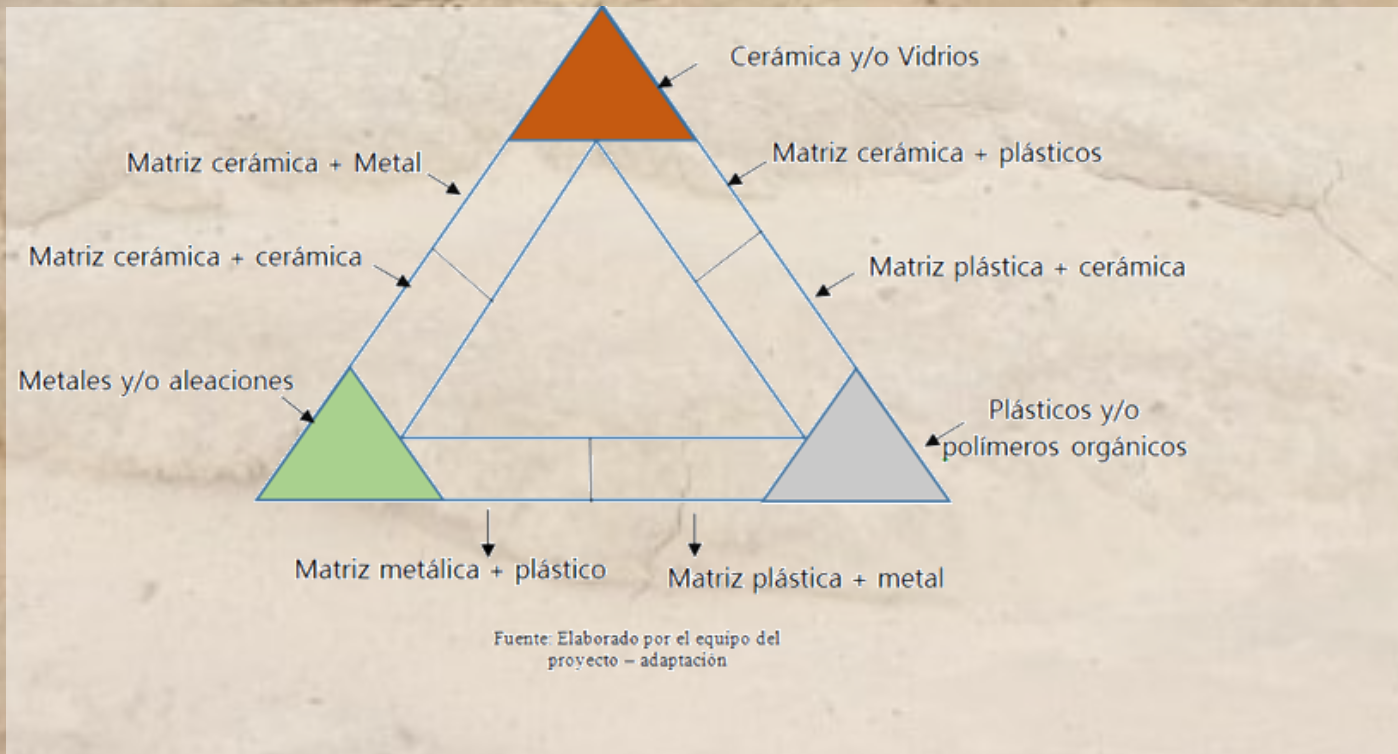 Cerámica y/o Vidrios
Matriz cerámica + Metal
Matriz cerámica + plásticos
Matriz cerámica + cerámica
Matriz plástica + cerámica
Metales y/o aleaciones
Plásticos y/o
polímeros orgánicos
Matriz metálica + plástico
Matriz plástica + metal
Fuente: Elaborado por el equipo del
proyecto – adaptación